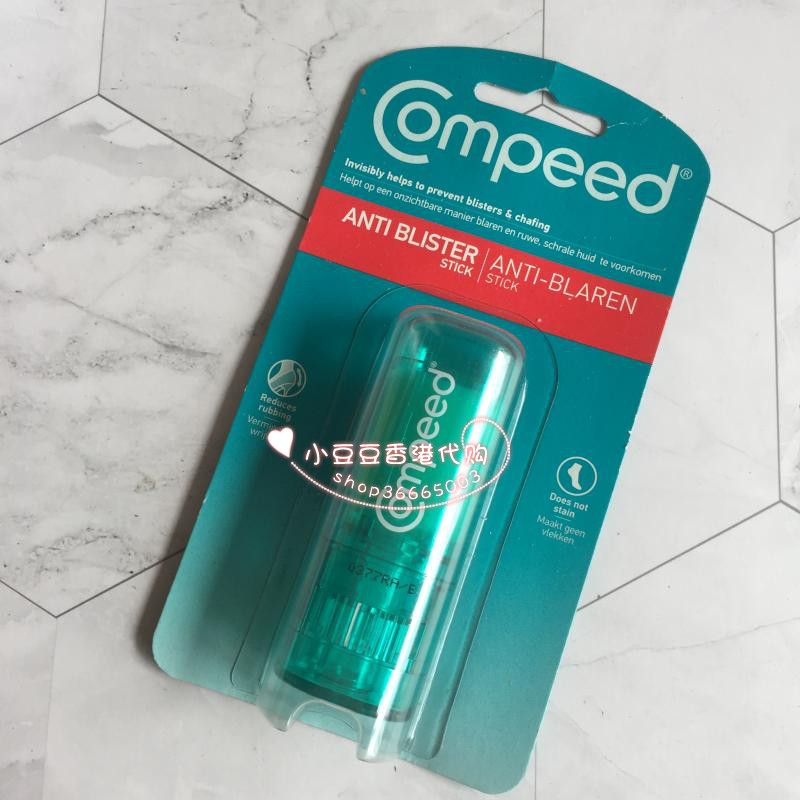 Compeed®
Invisibly helps to prevent blisters & chafing
Helpt op een onzichtbare manier blaren en ruwe, schrale huid te voorkomen
ANTI BLISTER
STICK
ANTI-BLAREN
STICK
Reduces
rubbing
Compeed®
小豆豆香港代购
shop36665003
Does not
stain
Maakt geen
vlekken
0377RA/B